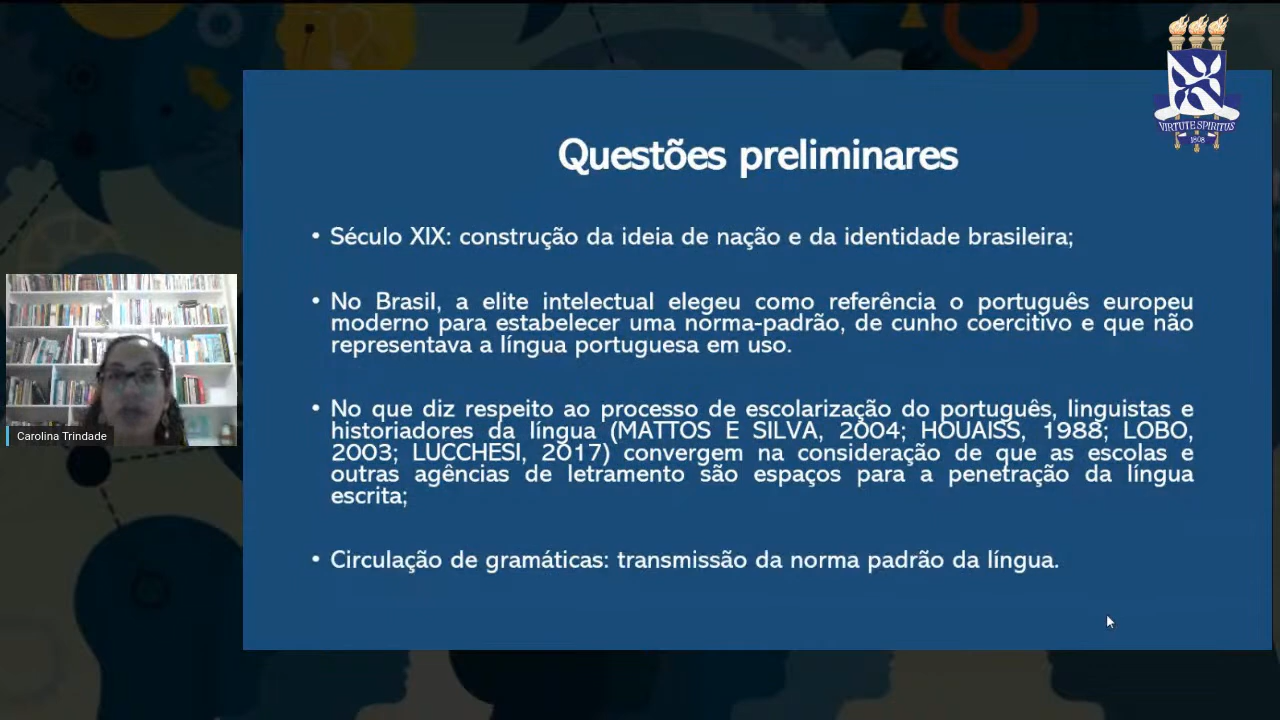 VIRTUTE SPIRITUS
1808
Questões preliminares
• Século XIX: construção da ideia de nação e da identidade brasileira;
• No Brasil, a elite intelectual elegeu como referência o português europeu
moderno para estabelecer uma norma-padrão, de cunho coercitivo e que não
representava a língua portuguesa em uso.
• No que diz respeito ao processo de escolarização do português, linguistas e
historiadores da língua (MATTOS E SILVA, 2004; HOUAISS, 1988; LOBO,
2003; LUCCHESI, 2017) convergem na consideração de que as escolas e
outras agências de letramento são espaços para a penetração da língua
escrita;
• Circulação de gramáticas: transmissão da norma padrão da língua.
Carolina Trindade